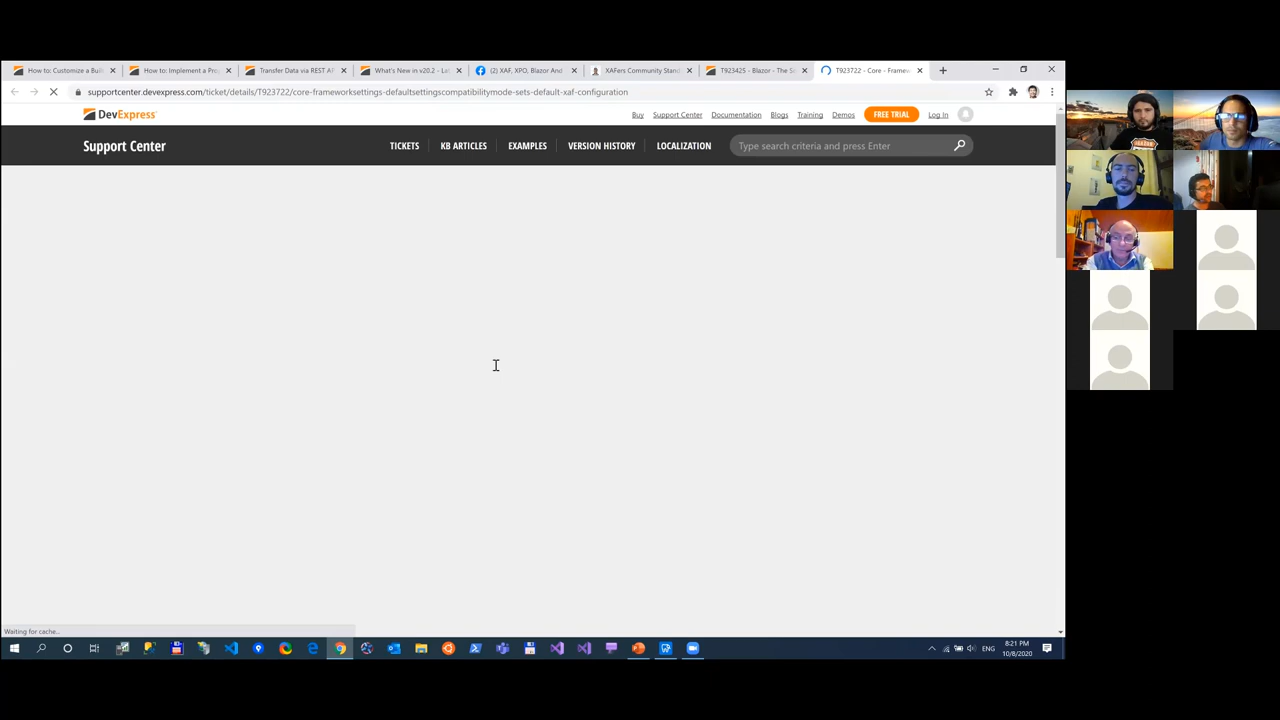 How to: Customize a Buil
How to: Implement a Pro
Transfer Data via REST AP
What's New in v20.2 - Lat
(2) XAF, XPO, Blazor And
XAFers Community Stand
T923425 - Blazor - The Se
T923722 - Core - Framew
supportcenter.devexpress.com/ticket/details/T923722/core-frameworksettings-defaultsettingscompatibilitymode-sets-default-xaf-configuration
DevExpress
Buy
Support Center
Documentation
Blogs
Training
Demos
FREE TRIAL
Log In
Support Center
TICKETS
KB ARTICLES
EXAMPLES
VERSION HISTORY
LOCALIZATION
Type search criteria and press Enter
Waiting for cache...
ENG
8:21 PM
10/8/2020